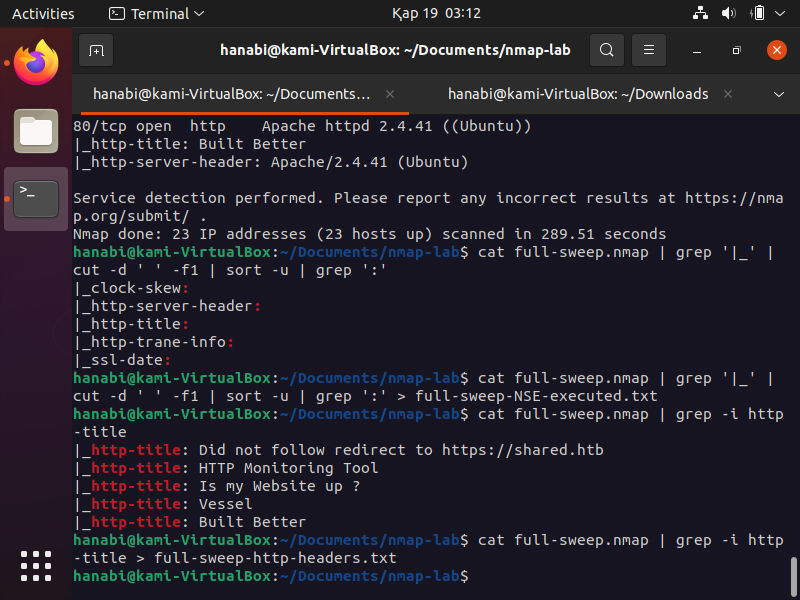 Activities Terminal Қар 19 03:12
hanabi@kami-VirtualBox: ~/Documents/nmap-lab
hanabi@kami-VirtualBox: ~/Documents... hanabi@kami-VirtualBox: ~/Downloads
80/tcp open  http    Apache httpd 2.4.41 ((Ubuntu))
|_http-title: Built Better
|_http-server-header: Apache/2.4.41 (Ubuntu)
Service detection performed. Please report any incorrect results at https://nma
p.org/submit/ .
Nmap done: 23 IP addresses (23 hosts up) scanned in 289.51 seconds
hanabi@kami-VirtualBox:~/Documents/nmap-lab$ cat full-sweep.nmap | grep '|_' |
cut -d ' ' -f1 | sort -u | grep ':'
|_clock-skew:
|_http-server-header:
|_http-title:
|_http-trane-info:
|_ssl-date:
hanabi@kami-VirtualBox:~/Documents/nmap-lab$ cat full-sweep.nmap | grep '|_' |
cut -d ' ' -f1 | sort -u | grep ':' > full-sweep-NSE-executed.txt
hanabi@kami-VirtualBox:~/Documents/nmap-lab$ cat full-sweep.nmap | grep -i http
-title
|_http-title: Did not follow redirect to https://shared.htb
|_http-title: HTTP Monitoring Tool
|_http-title: Is my Website up ?
|_http-title: Vessel
|_http-title: Built Better
hanabi@kami-VirtualBox:~/Documents/nmap-lab$ cat full-sweep.nmap | grep -i http
-title > full-sweep-http-headers.txt
hanabi@kami-VirtualBox:~/Documents/nmap-lab$